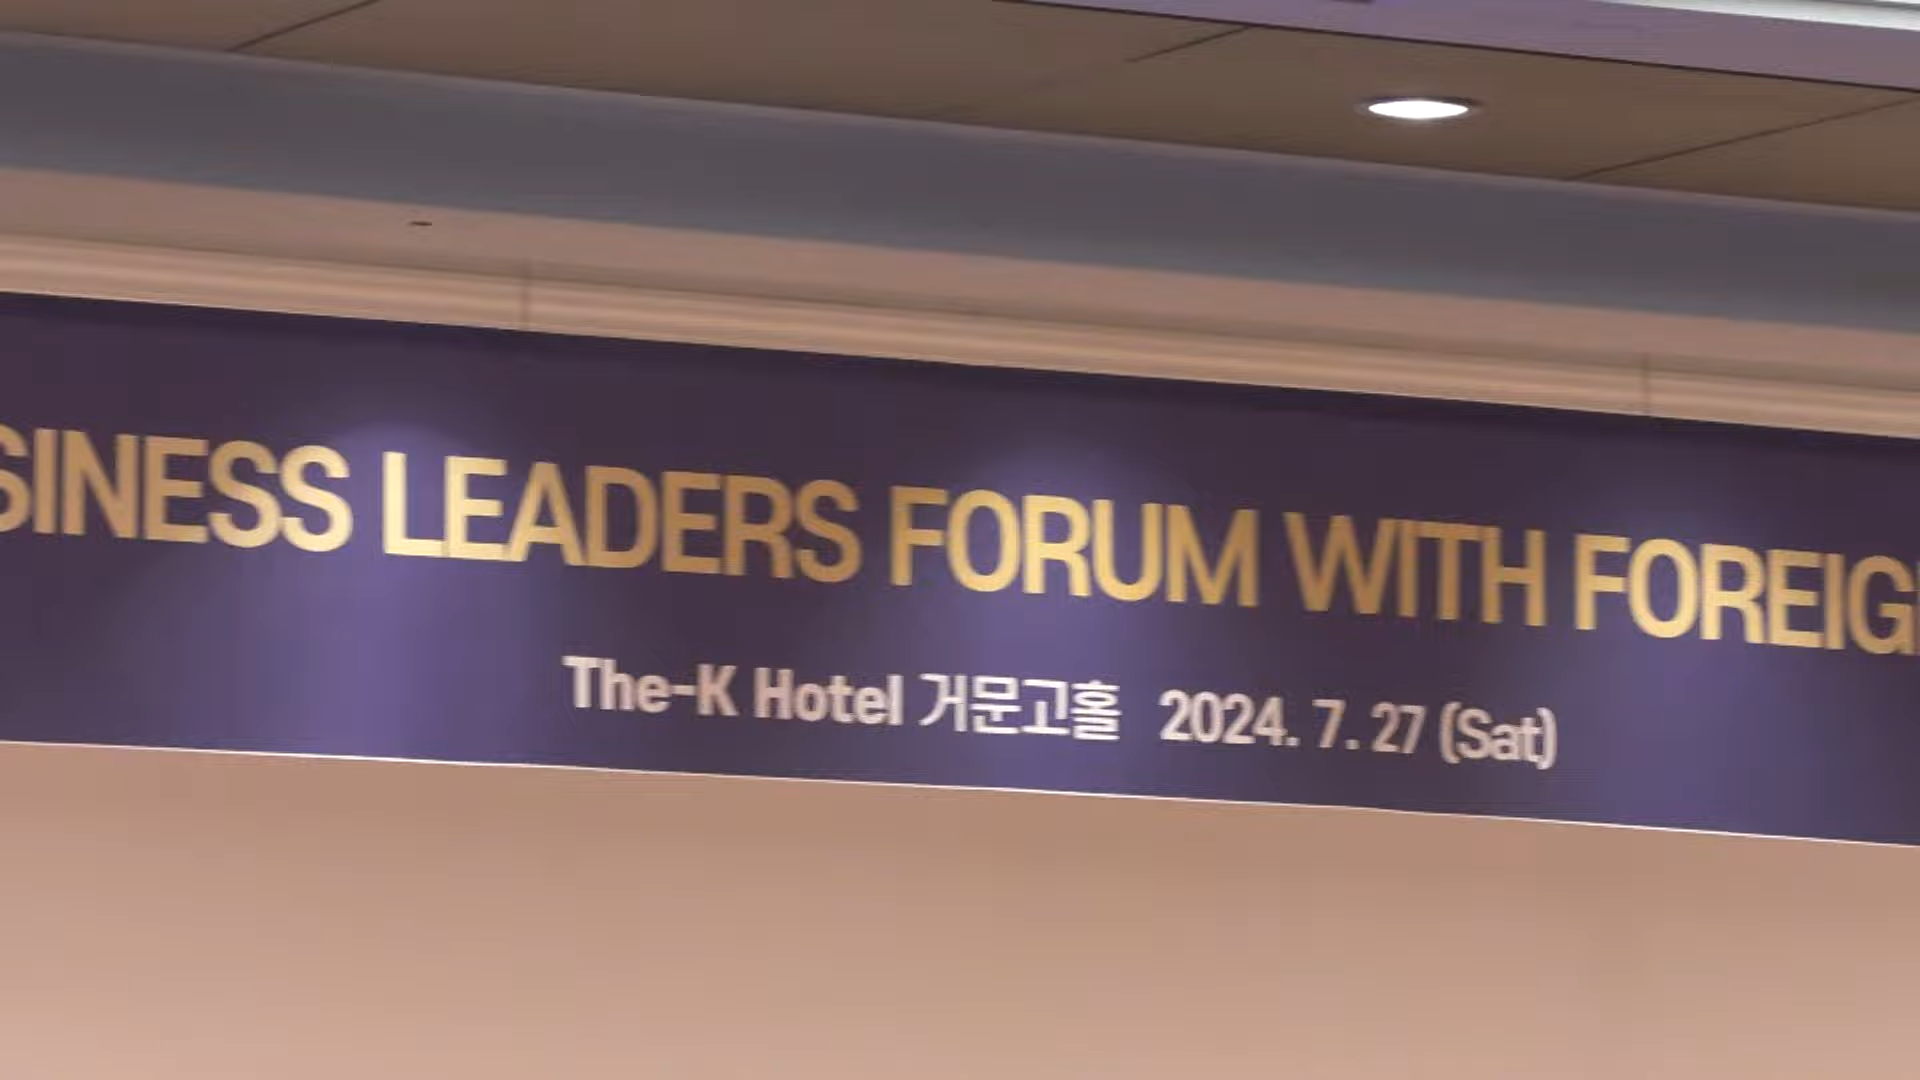 SINESS LEADERS FORUM WITH FOREIG
The-K Hotel 거문고홀 2024. 7. 27 (Sat)